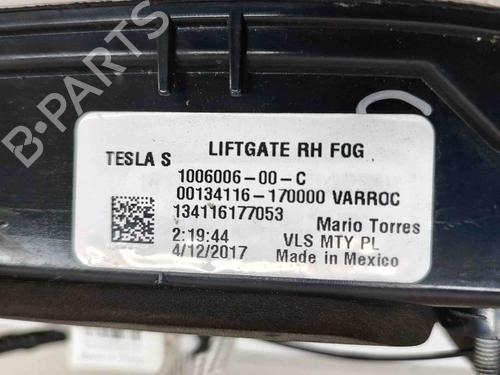 LIFTGATE RH FOG
TESLA S
1006006-00-C
00134116-170000 VARROC
134116177053
Mario Torres
2:19:44
VLS MTY PL
4/12/2017
Made in Mexico
B-PARTS